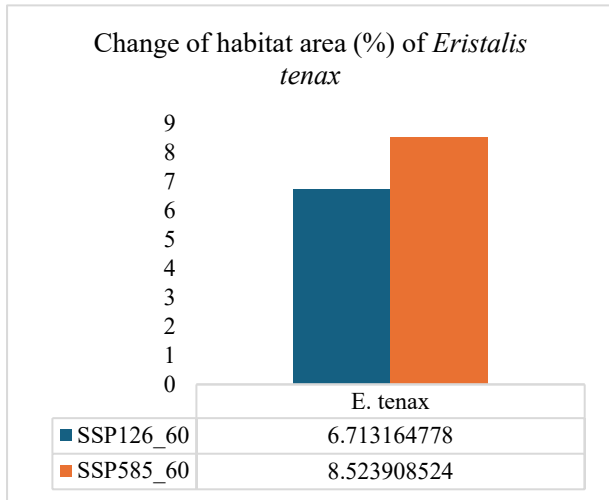 Change of habitat area (%) of Eristalis
tenax
9
8
7
6
5
4
3
2
1
0
E. tenax
SSP126_60 6.713164778
SSP585_60 8.523908524